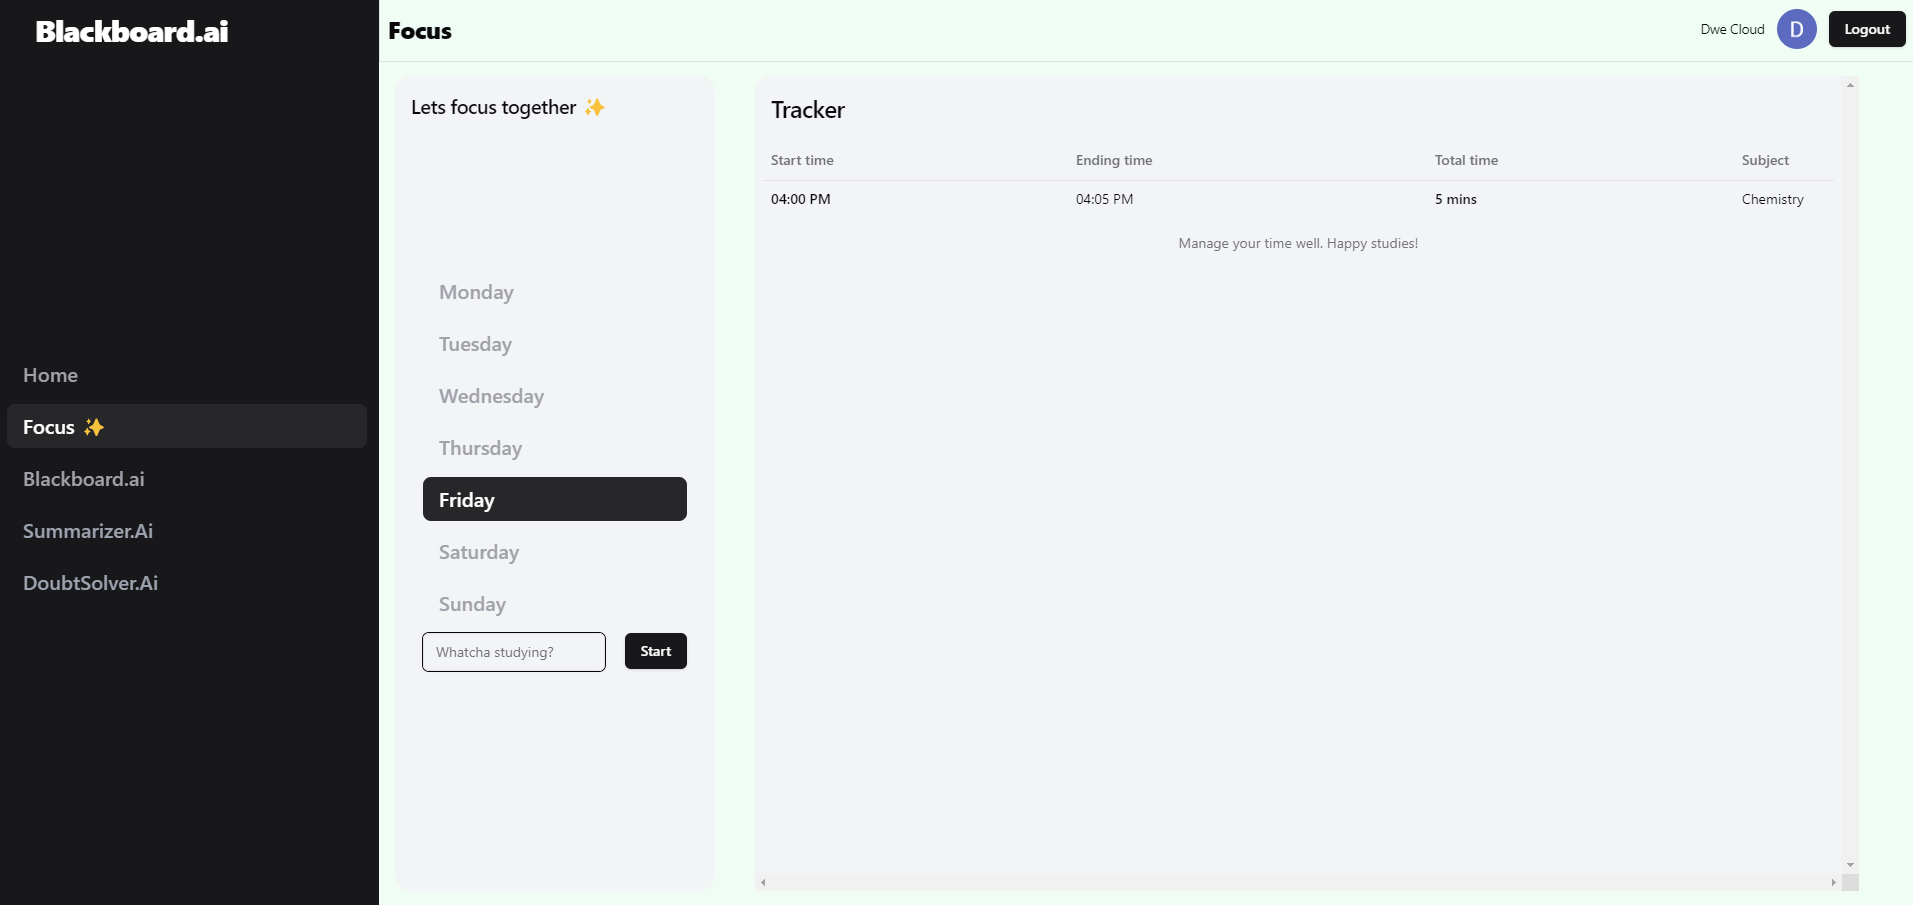 Blackboard.ai
Home
Focus ✨
Blackboard.ai
Summarizer.Ai
DoubtSolver.Ai
Focus
Dwe Cloud
D
Logout
Lets focus together ✨
Monday
Tuesday
Wednesday
Thursday
Friday
Saturday
Sunday
Whatcha studying?
Start
Tracker
Start time Ending time Total time Subject
04:00 PM 04:05 PM 5 mins Chemistry
Manage your time well. Happy studies!